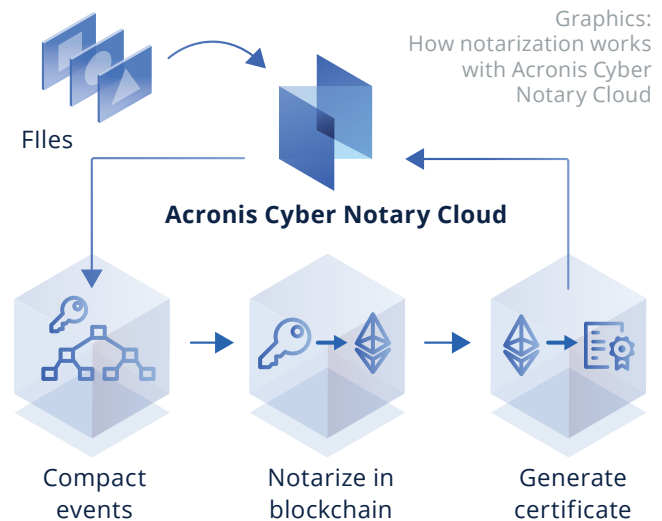 Graphics:
How notarization works
with Acronis Cyber
Notary Cloud
FIles
Acronis Cyber Notary Cloud
Compact
events
Notarize in
blockchain
Generate
certificate